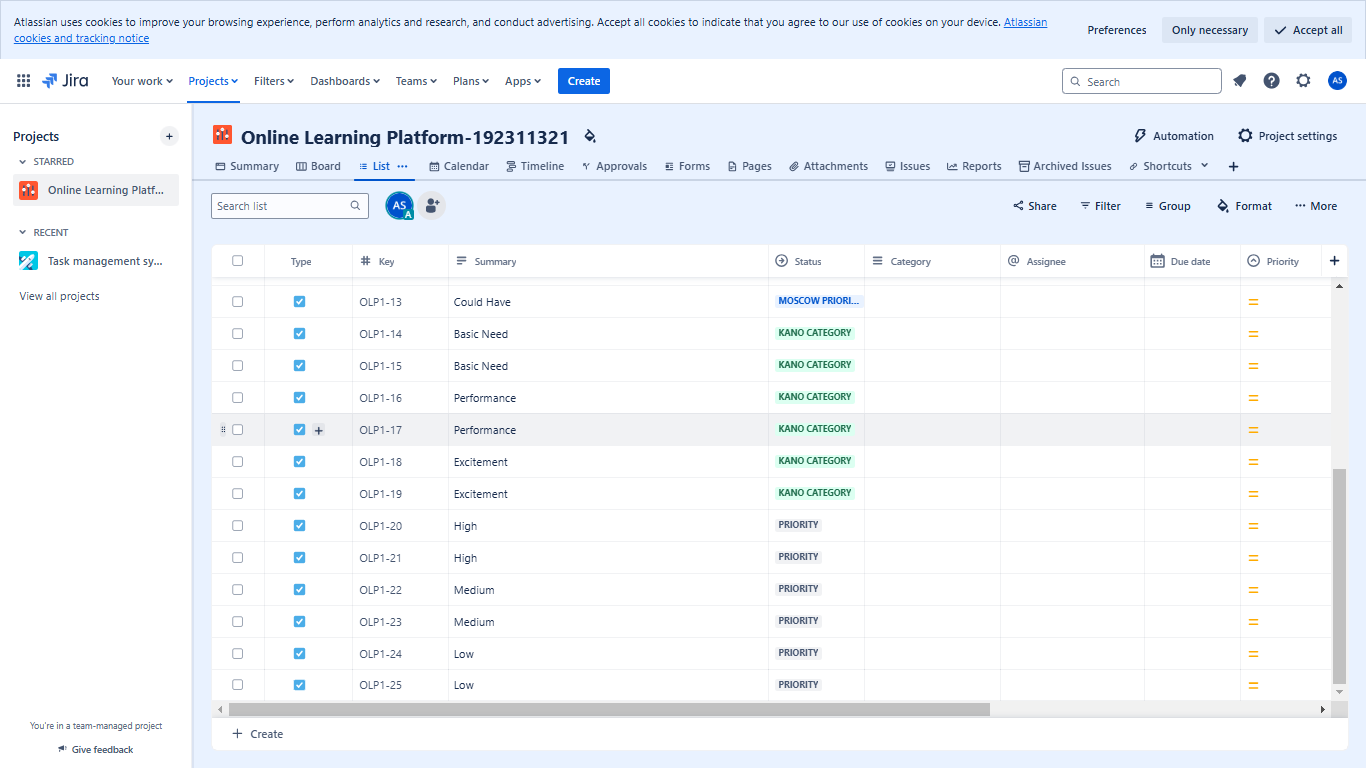 Atlassian uses cookies to improve your browsing experience, perform analytics and research, and conduct advertising. Accept all cookies to indicate that you agree to our use of cookies on your device. Atlassian
cookies and tracking notice
Preferences
Only necessary
Accept all
Jira
Your work
Projects
Filters
Dashboards
Teams
Plans
Apps
Create
Search
AS
Projects
STARRED
Online Learning Platf...
RECENT
Task management sy...
View all projects
You're in a team-managed project
Give feedback
Online Learning Platform-192311321
Automation
Project settings
Summary
Board
List
Calendar
Timeline
Approvals
Forms
Pages
Attachments
Issues
Reports
Archived Issues
Shortcuts
Search list
AS
A
Share
Filter
Group
Format
More
Type Key Summary Status Category Assignee Due date Priority
OLP1-13 Could Have MOSCOW PRIORI...
OLP1-14 Basic Need KANO CATEGORY
OLP1-15 Basic Need KANO CATEGORY
OLP1-16 Performance KANO CATEGORY
OLP1-17 Performance KANO CATEGORY
OLP1-18 Excitement KANO CATEGORY
OLP1-19 Excitement KANO CATEGORY
OLP1-20 High PRIORITY
OLP1-21 High PRIORITY
OLP1-22 Medium PRIORITY
OLP1-23 Medium PRIORITY
OLP1-24 Low PRIORITY
OLP1-25 Low PRIORITY
+ Create